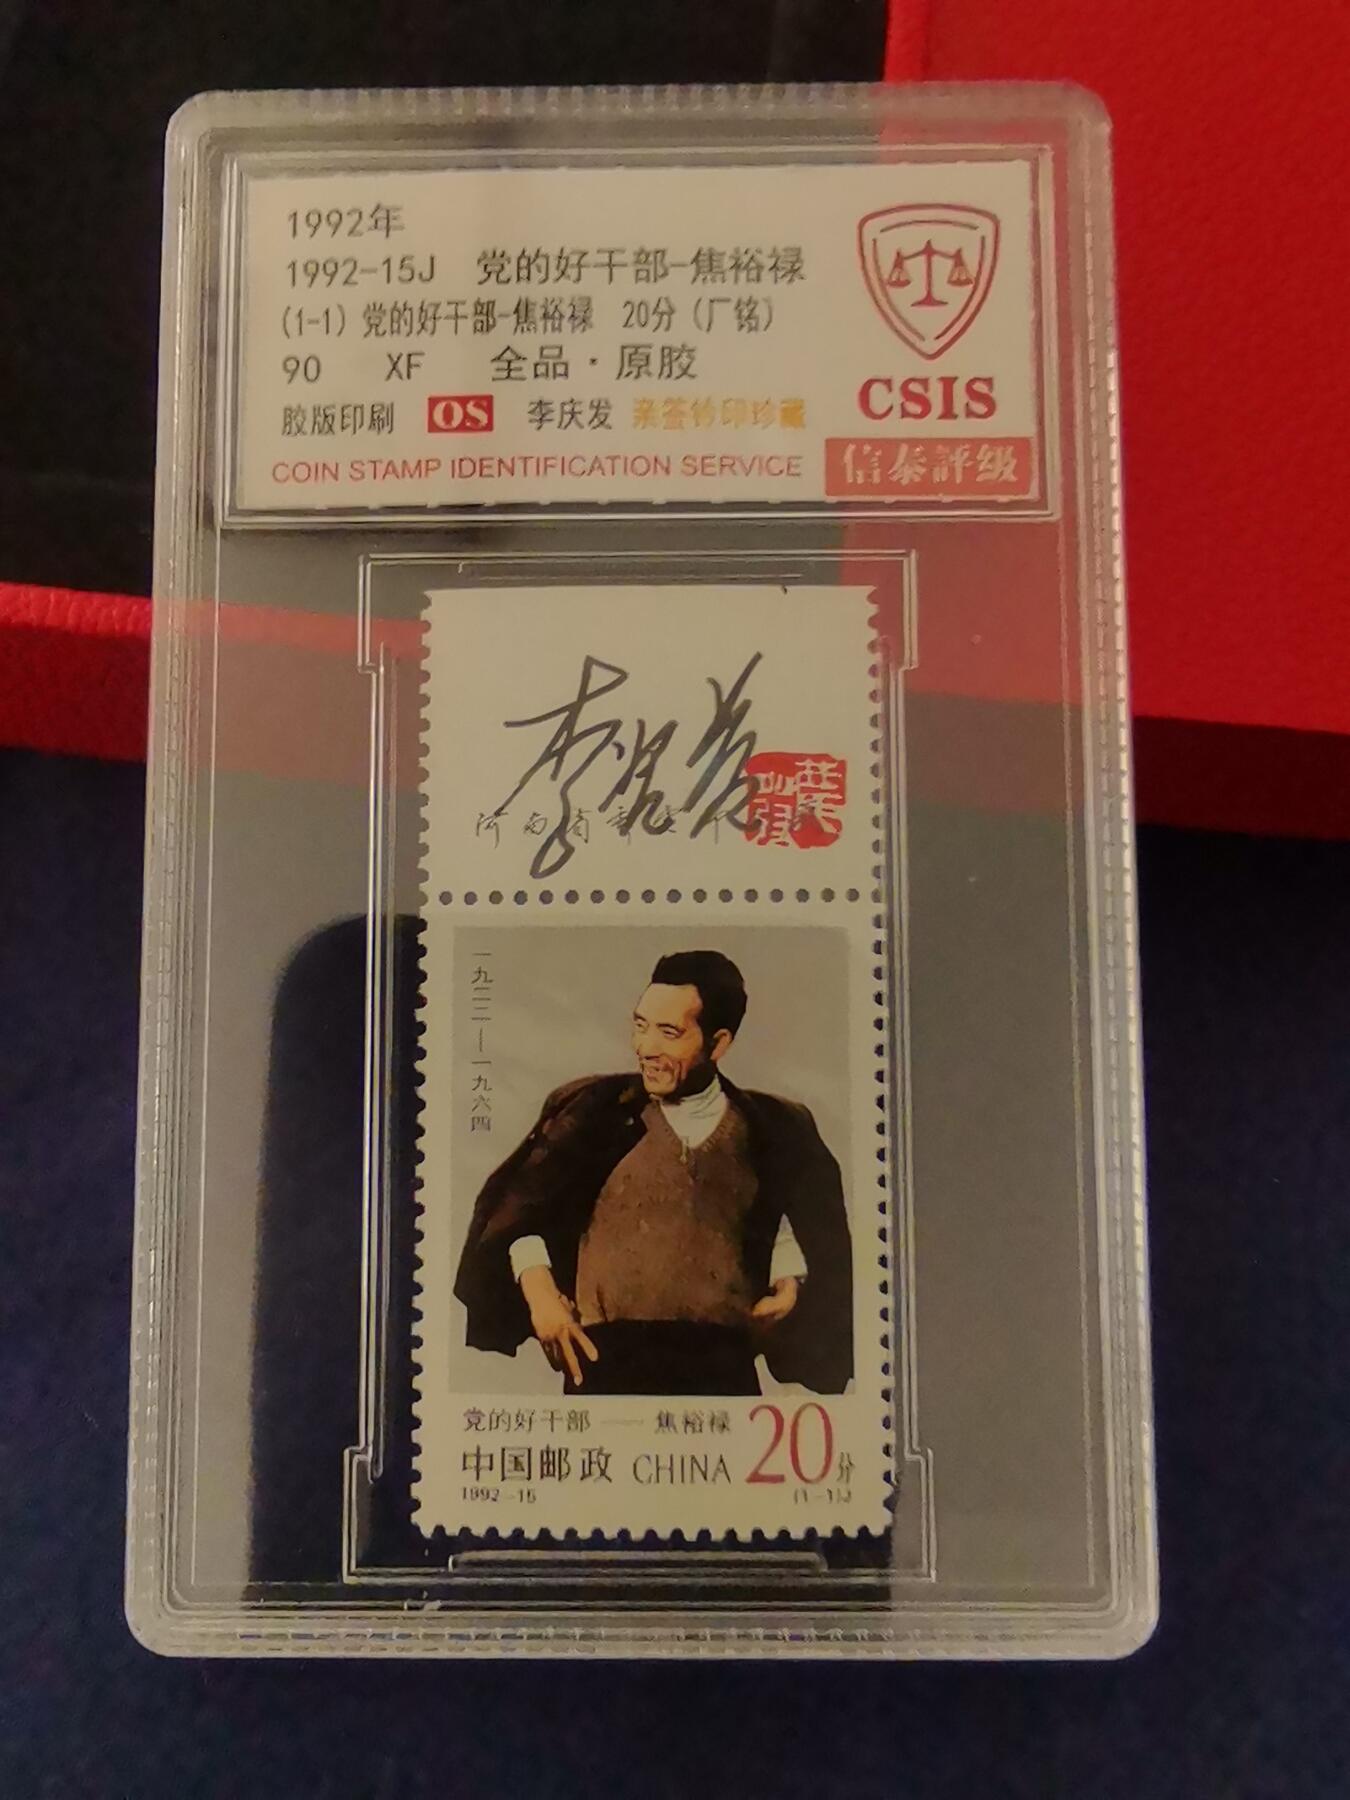 1992年
1992-15J 党的好干部-焦裕禄
(1-1) 党的好干部-焦裕禄 20分 (厂铭)
90 XF 全品·原胶
胶版印刷 OS 李庆发 亲签钤印珍藏
CSIS
COIN STAMP IDENTIFICATION SERVICE
信泰評級
河南省
一九二二——一九六四
党的好干部——焦裕禄
中国邮政 CHINA 20分
1992-15 (1-1)J